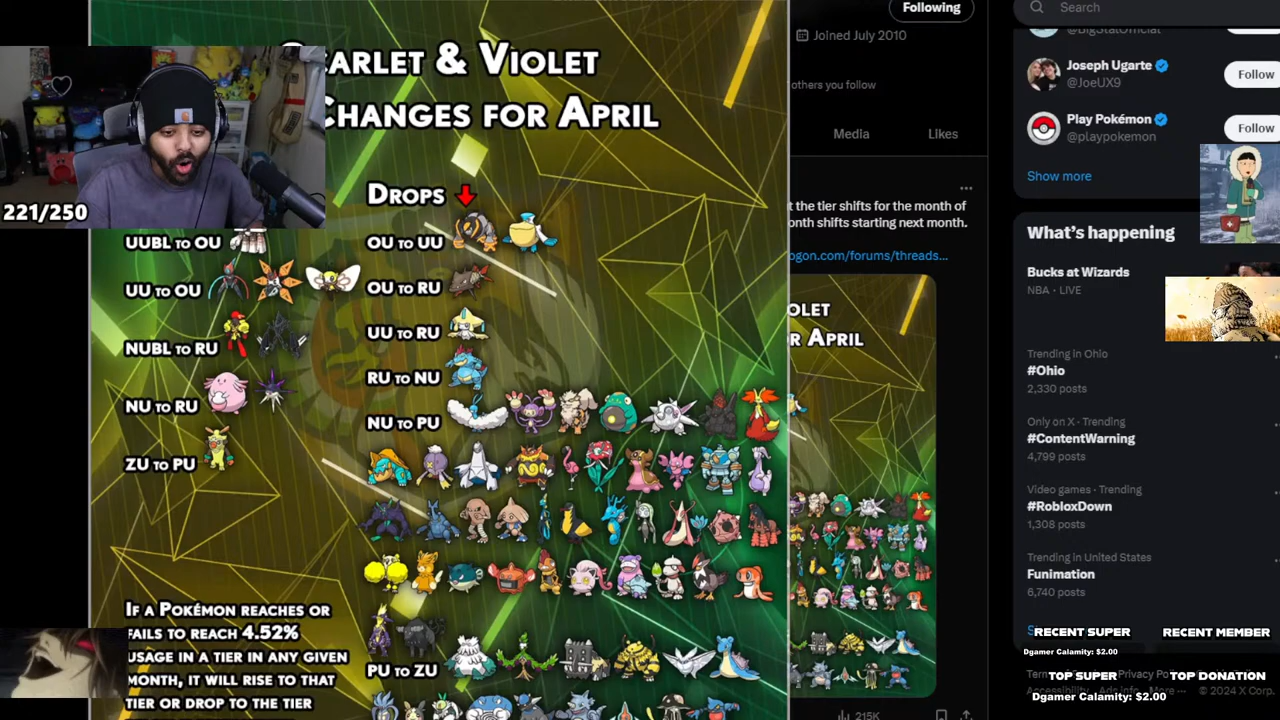 Following
Search
Joined July 2010
@BigStatOfficial
Scarlet & Violet
Changes for April
others you follow
Joseph Ugarte
@JoeUX9
Follow
Play Pokémon
@playpokemon
Follow
Media
Likes
Show more
Drops
221/250
t the tier shifts for the month of
onth shifts starting next month.
ogon.com/forums/threads...
UUBL to OU
OU to UU
What's happening
Bucks at Wizards
NBA · LIVE
UU to OU
OU to RU
OLET
R APRIL
NUBL to RU
UU to RU
Trending in Ohio
#Ohio
2,330 posts
RU to NU
NU to RU
NU to PU
Only on X · Trending
#ContentWarning
4,799 posts
ZU to PU
Video games · Trending
#RobloxDown
1,308 posts
Trending in United States
Funimation
6,740 posts
If a Pokémon reaches or
fails to reach 4.52%
usage in a tier in any given
month, it will rise to that
tier or drop to the tier
PU to ZU
RECENT SUPER
RECENT MEMBER
Dgamer Calamity: $2.00
TOP SUPER
TOP DONATION
Dgamer Calamity: $2.00
© 2024 X Corp.
215K